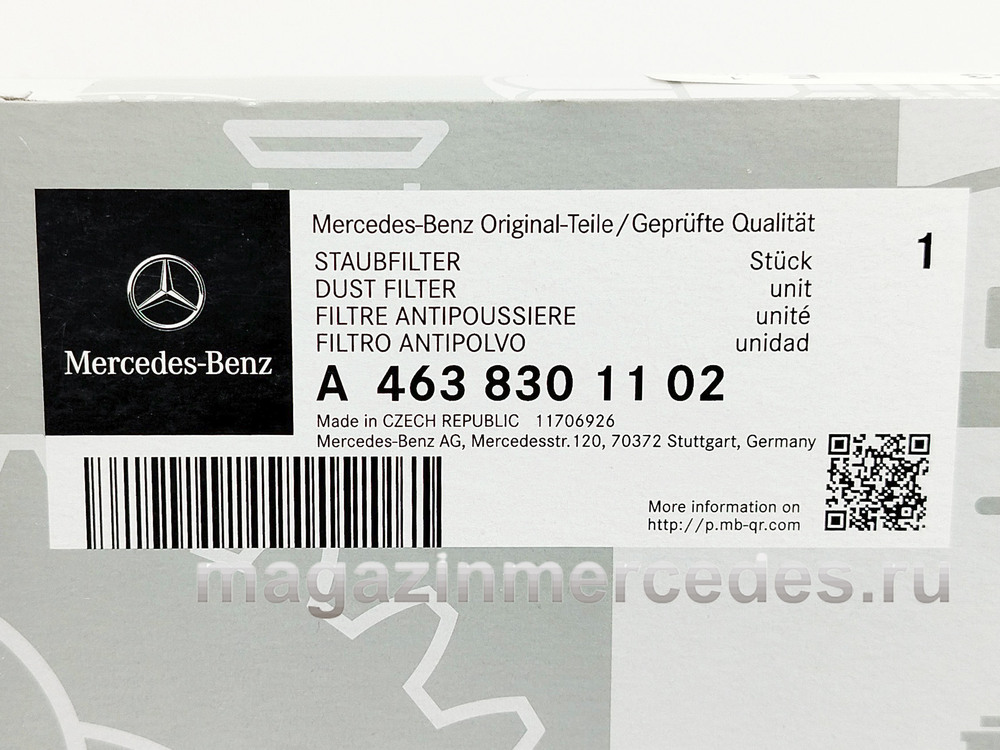 Mercedes-Benz
Mercedes-Benz Original-Teile/Geprüfte Qualität
1
STAUBFILTER Stück
DUST FILTER unit
FILTRE ANTIPOUSSIERE unité
FILTRO ANTIPOLVO unidad
A 463 830 11 02
Made in CZECH REPUBLIC 11706926
Mercedes-Benz AG, Mercedesstr.120, 70372 Stuttgart, Germany
More information on
http://p.mb-qr.com
magazinmercedes.ru